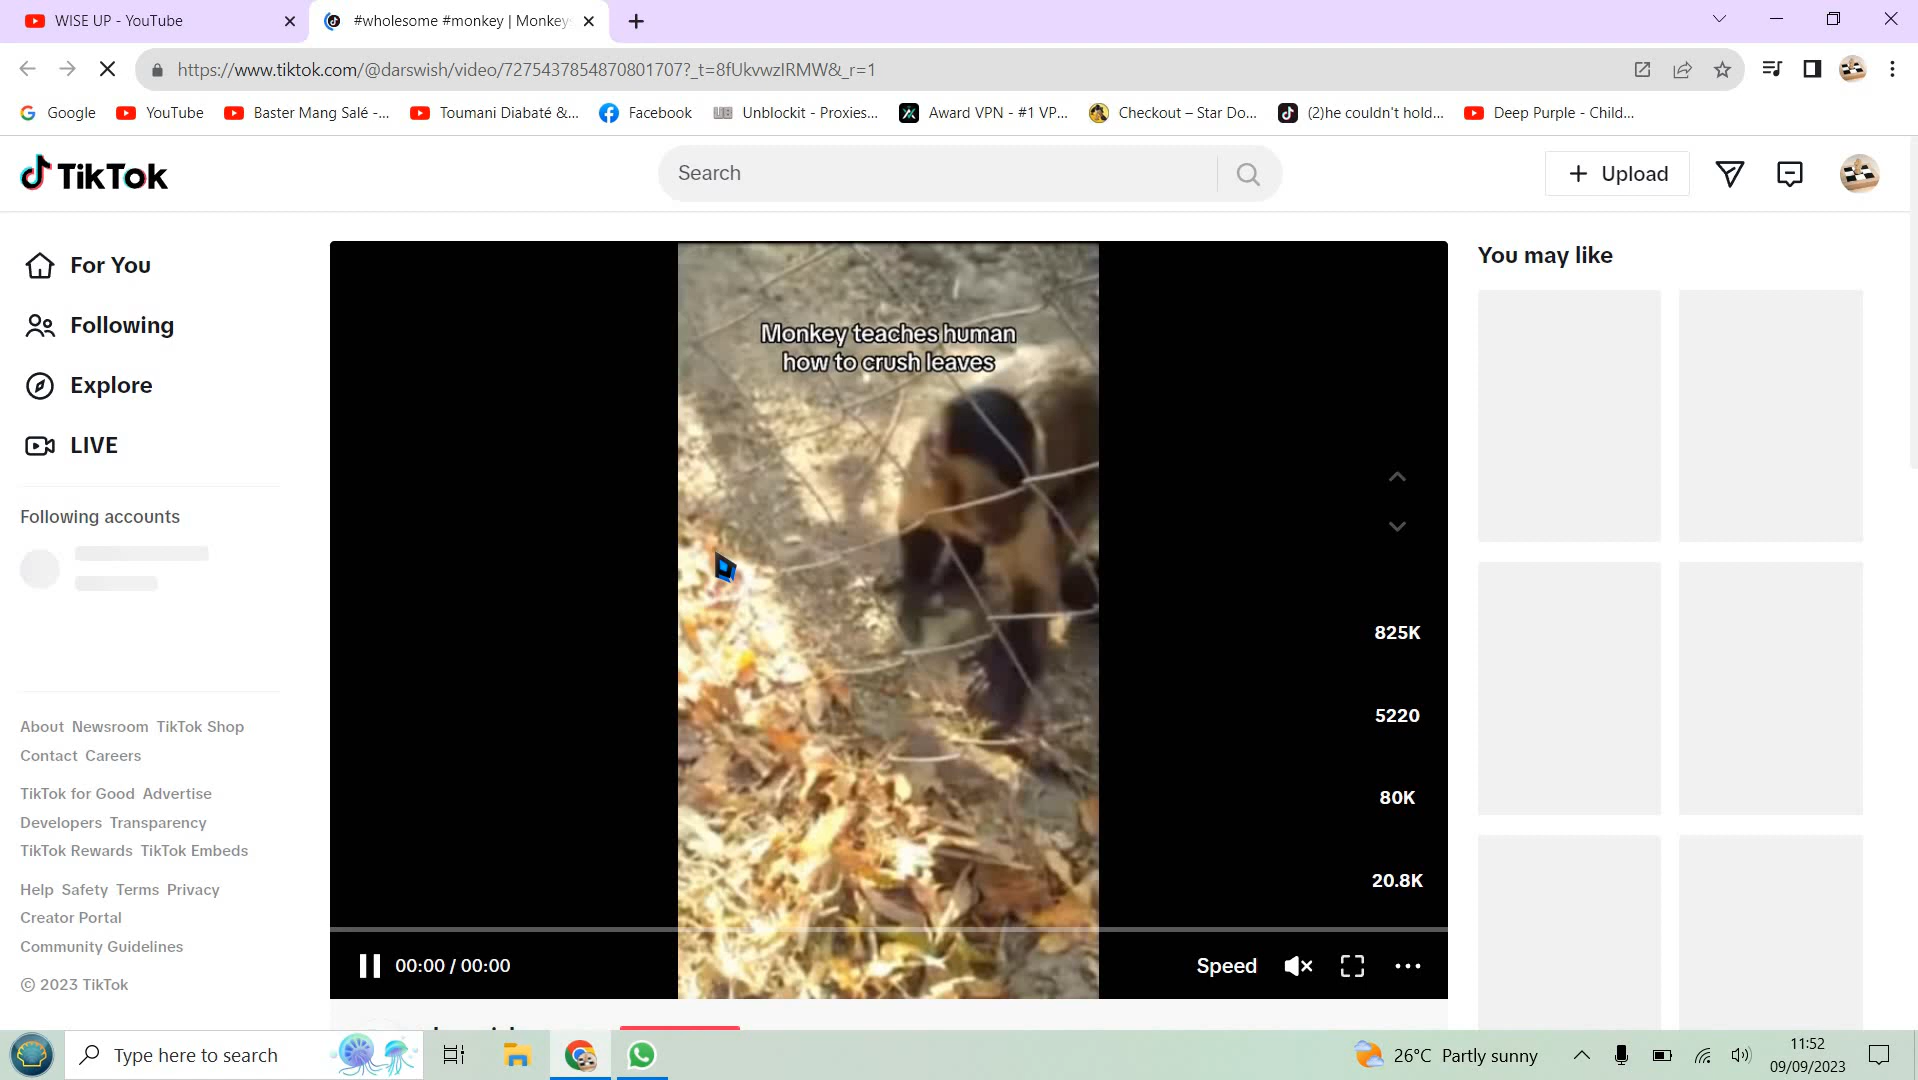 WISE UP - YouTube
#wholesome #monkey | Monkey
https://www.tiktok.com/@darswish/video/7275437854870801707?_t=8fUkvwzIRMW&_r=1
Google
YouTube
Baster Mang Salé -...
Toumani Diabaté &...
Facebook
UB
Unblockit - Proxies...
Award VPN - #1 VP...
Checkout – Star Do...
(2)he couldn't hold...
Deep Purple - Child...
TikTok
Search
Upload
For You
Following
Explore
LIVE
Following accounts
About Newsroom TikTok Shop
Contact Careers
TikTok for Good Advertise
Developers Transparency
TikTok Rewards TikTok Embeds
Help Safety Terms Privacy
Creator Portal
Community Guidelines
© 2023 TikTok
Monkey teaches human
how to crush leaves
825K
5220
80K
20.8K
00:00 / 00:00
Speed
You may like
Type here to search
26°C Partly sunny
11:52
09/09/2023